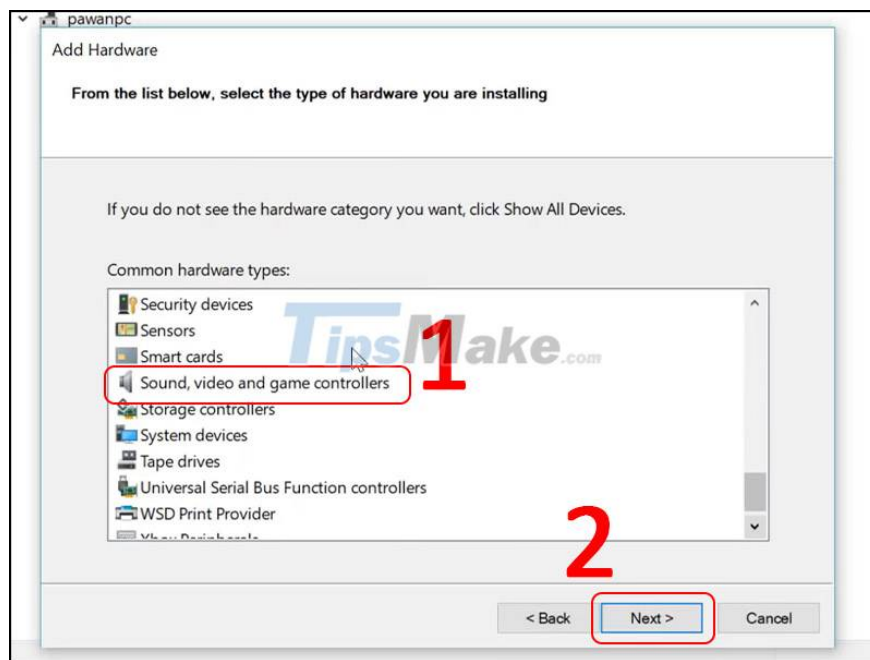 pawanpc
Add Hardware
From the list below, select the type of hardware you are installing
If you do not see the hardware category you want, click Show All Devices.
Common hardware types:
Security devices
Sensors
Smart cards
TipsMake.com
1
Sound, video and game controllers
Storage controllers
System devices
Tape drives
Universal Serial Bus Function controllers
WSD Print Provider
2
< Back
Next >
Cancel